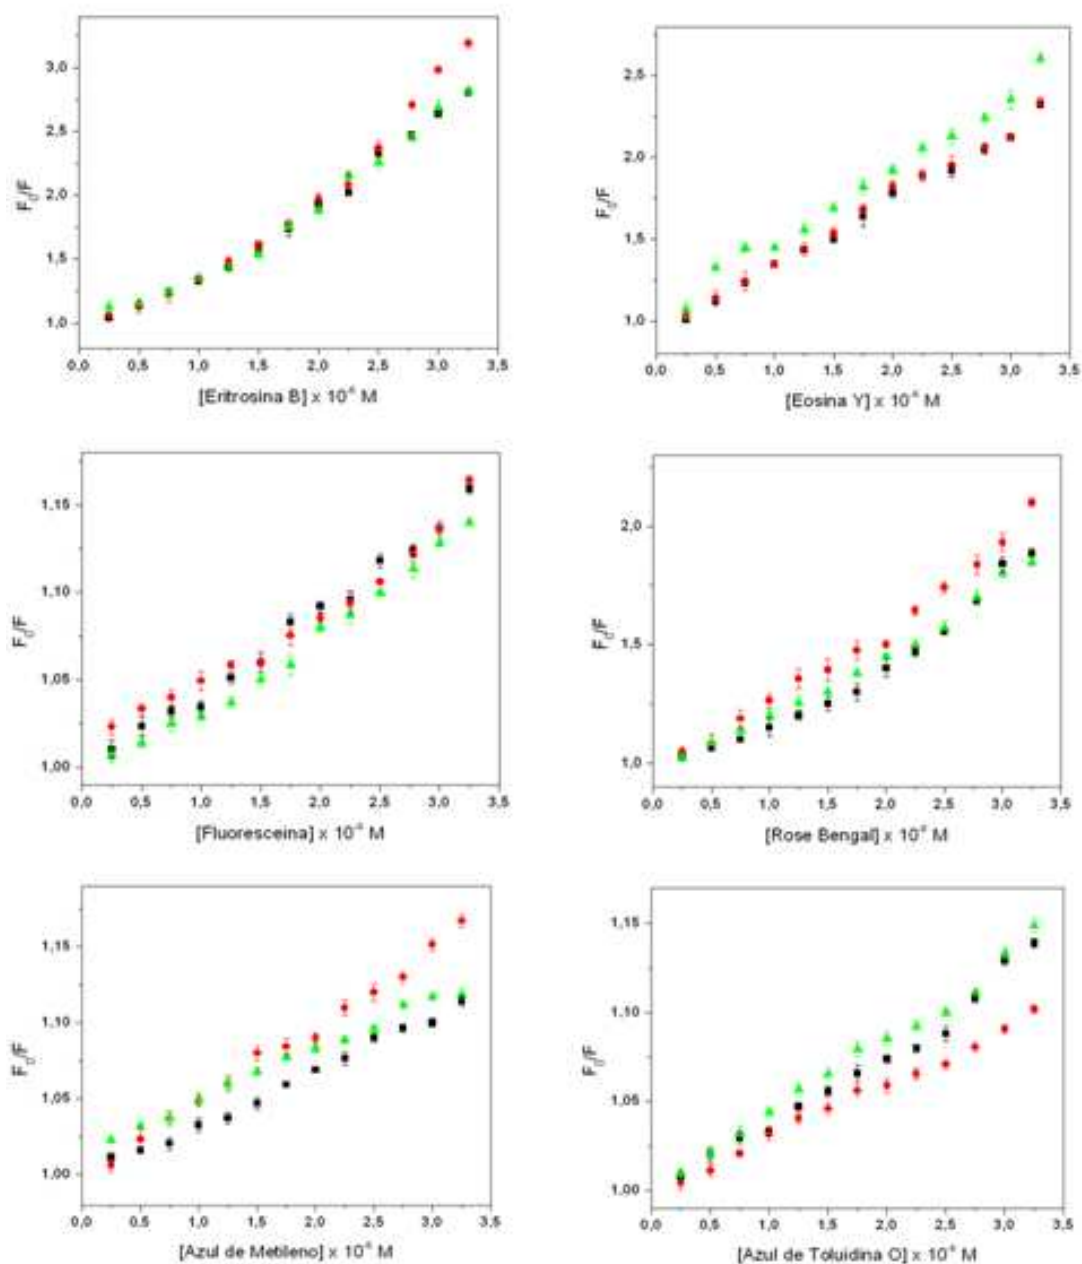 F₀/F
3,0
2,5
2,0
1,5
1,0
0,0 0,5 1,0 1,5 2,0 2,5 3,0 3,5
[Eritrosina B] x 10⁻⁶ M
F₀/F
2,5
2,0
1,5
1,0
0,0 0,5 1,0 1,5 2,0 2,5 3,0 3,5
[Eosina Y] x 10⁻⁶ M
F₀/F
1,15
1,10
1,05
1,00
0,0 0,5 1,0 1,5 2,0 2,5 3,0 3,5
[Fluoresceina] x 10⁻⁶ M
F₀/F
2,0
1,5
1,0
0,0 0,5 1,0 1,5 2,0 2,5 3,0 3,5
[Rose Bengal] x 10⁻⁶ M
F₀/F
1,15
1,10
1,05
1,00
0,0 0,5 1,0 1,5 2,0 2,5 3,0 3,5
[Azul de Metileno] x 10⁻⁶ M
F₀/F
1,15
1,10
1,05
1,00
0,0 0,5 1,0 1,5 2,0 2,5 3,0 3,5
[Azul de Toluidina O] x 10⁻⁶ M